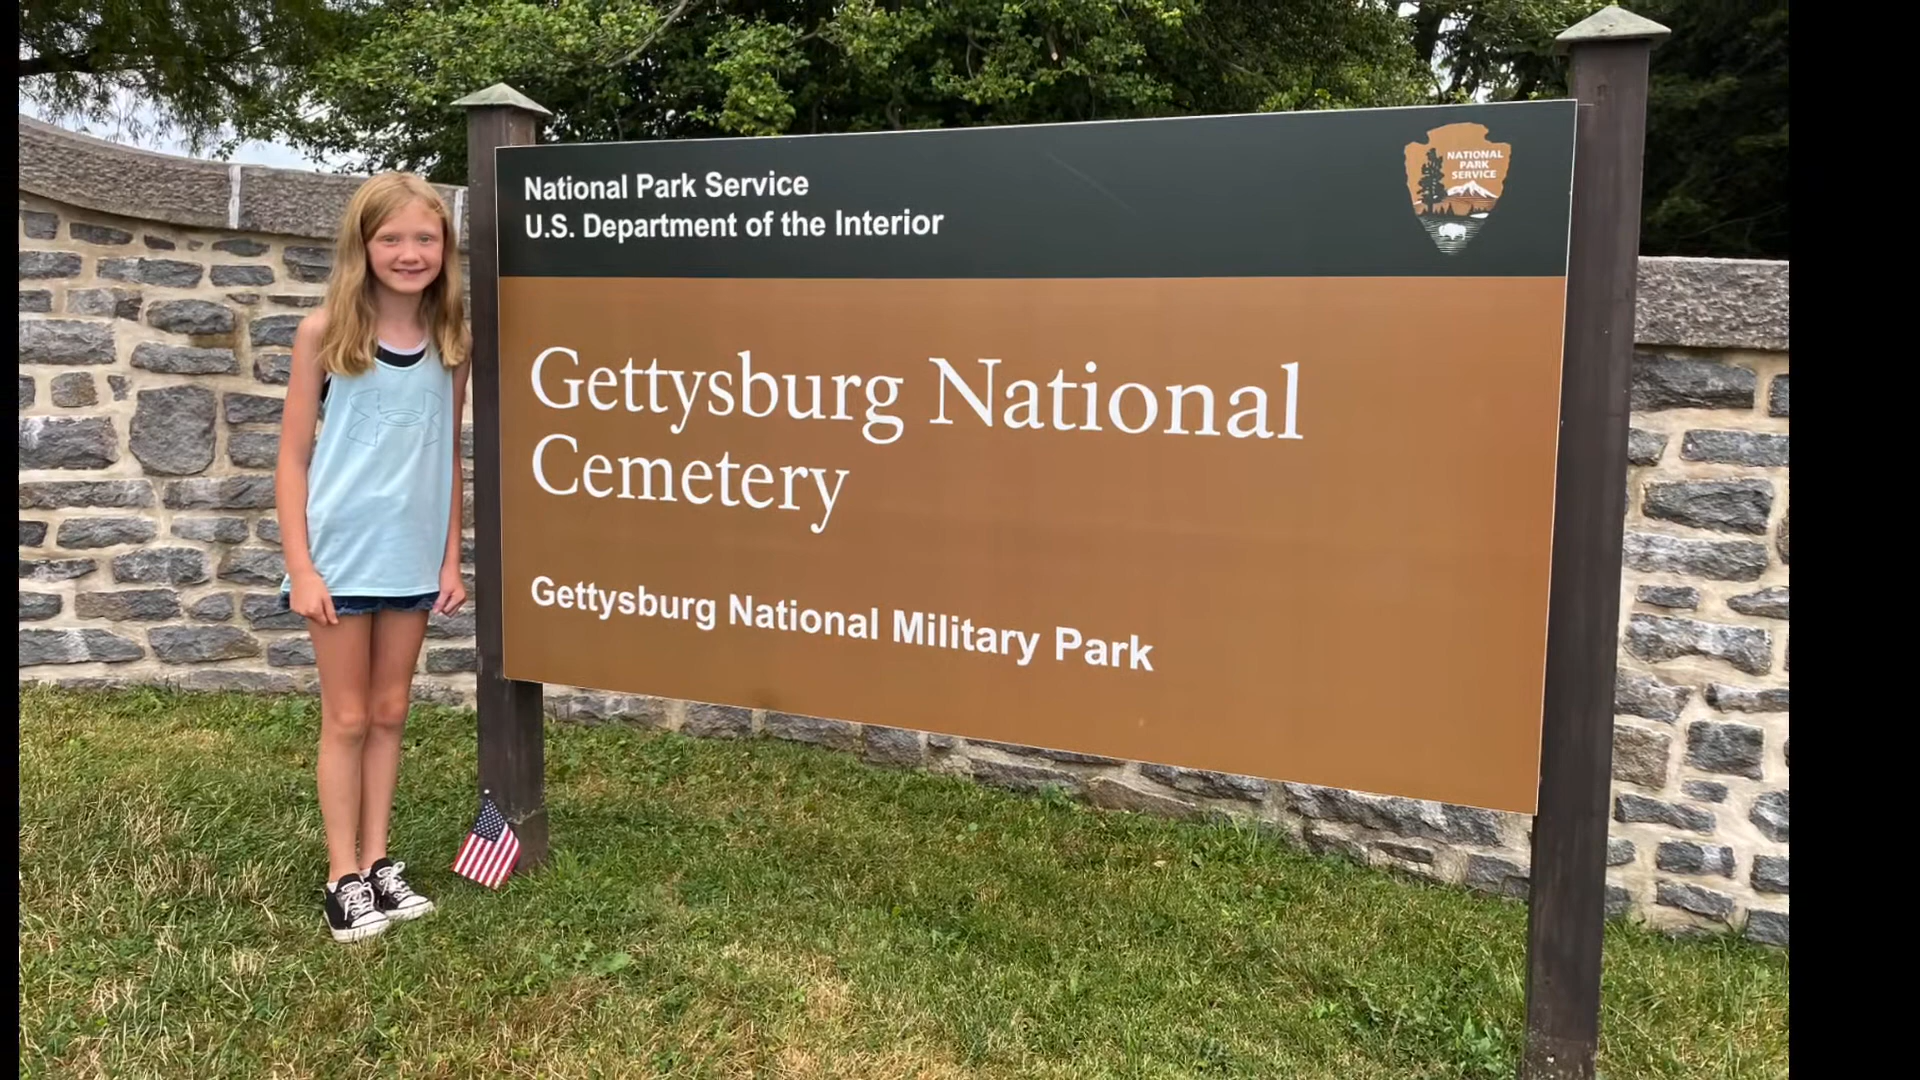 National Park Service
U.S. Department of the Interior
NATIONAL
PARK
SERVICE
Gettysburg National
Cemetery
Gettysburg National Military Park